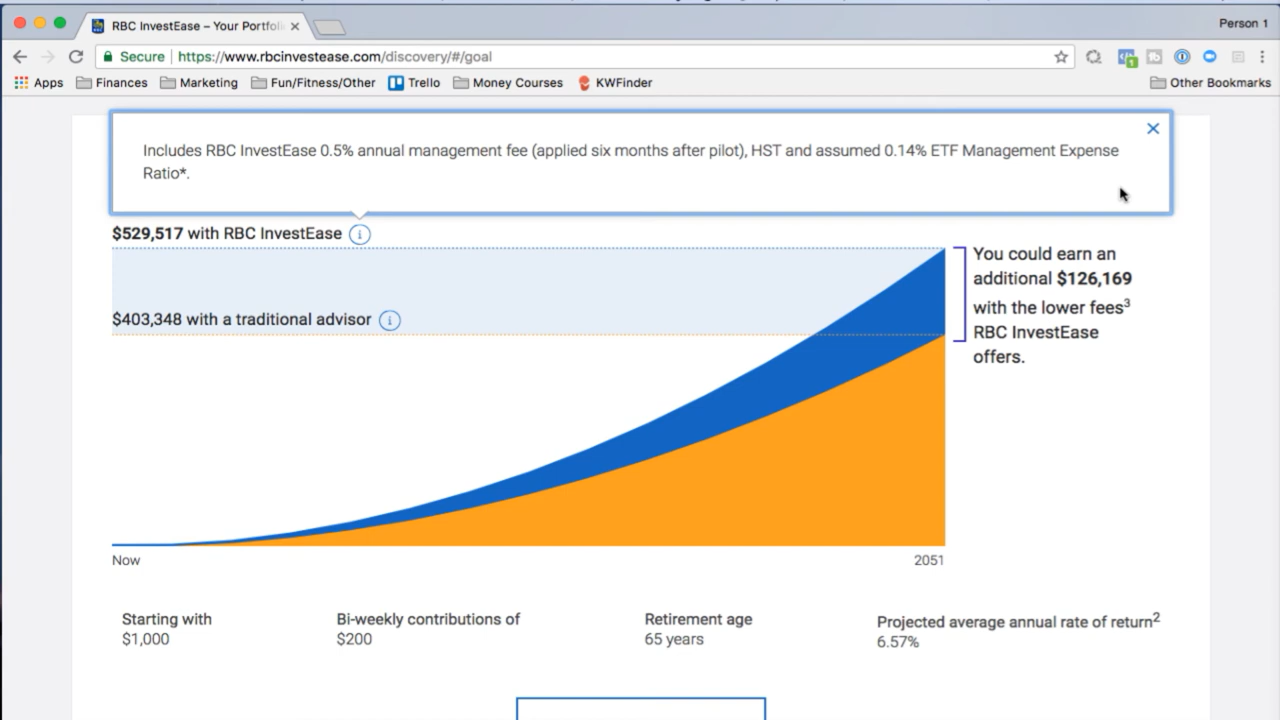 RBC InvestEase – Your Portfoli
Person 1
Secure https://www.rbcinvestease.com/discovery/#/goal
Apps Finances Marketing Fun/Fitness/Other Trello Money Courses KWFinder Other Bookmarks
Includes RBC InvestEase 0.5% annual management fee (applied six months after pilot), HST and assumed 0.14% ETF Management Expense
Ratio*.
$529,517 with RBC InvestEase
$403,348 with a traditional advisor
You could earn an
additional $126,169
with the lower fees3
RBC InvestEase
offers.
Now
2051
Starting with
$1,000
Bi-weekly contributions of
$200
Retirement age
65 years
Projected average annual rate of return2
6.57%